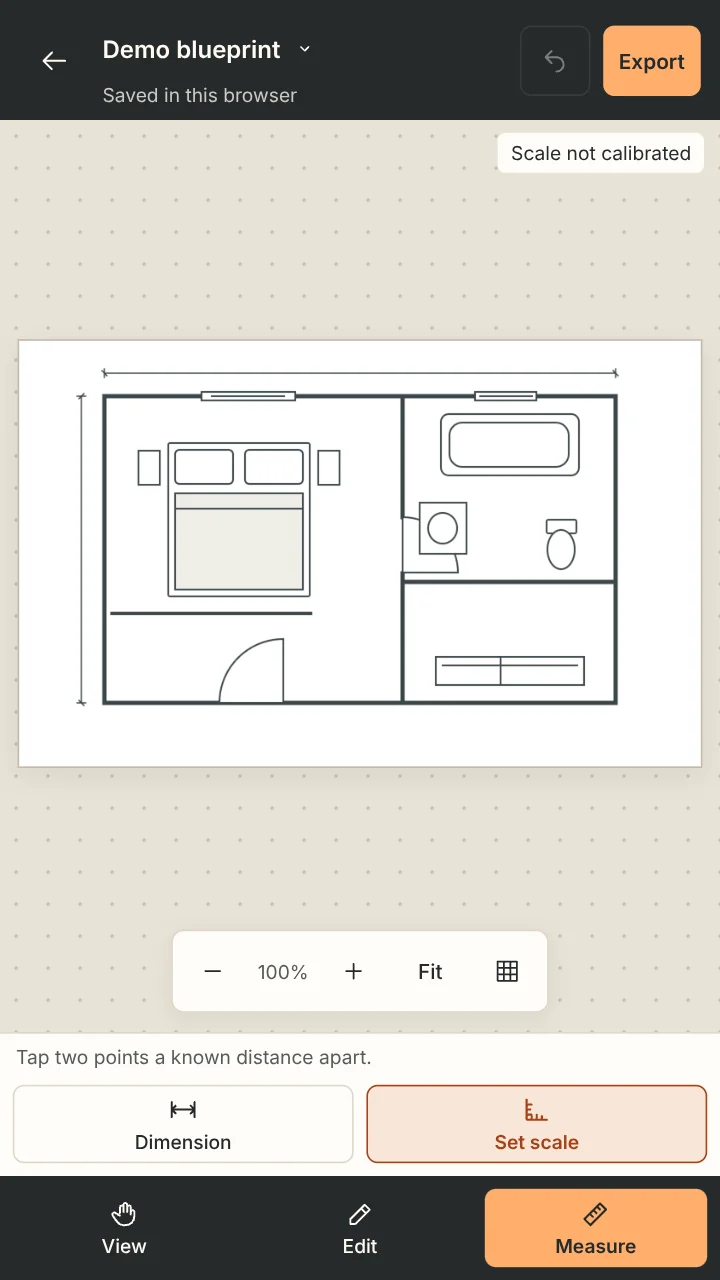 Demo blueprint
Saved in this browser
Export
Scale not calibrated
100%
Fit
Tap two points a known distance apart.
Dimension
Set scale
View
Edit
Measure